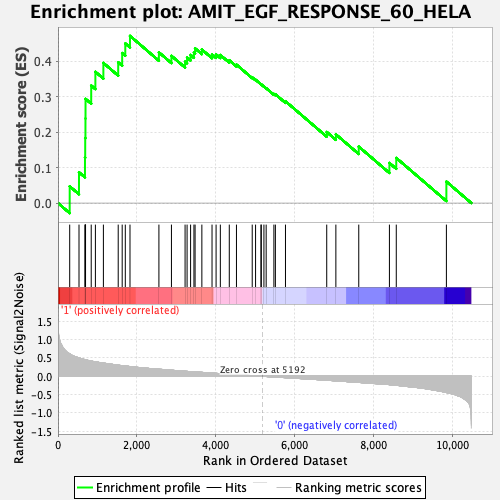 Enrichment plot: AMIT_EGF_RESPONSE_60_HELA
Enrichment score (ES)
0.4
0.3
0.2
0.1
0.0
'1' (positively correlated)
Ranked list metric (Signal2Noise)
1.5
1.0
0.5
0.0
-0.5
-1.0
-1.5
Zero cross at 5192
'0' (negatively correlated)
0
2,000
4,000
6,000
8,000
10,000
Rank in Ordered Dataset
Enrichment profile
Hits
Ranking metric scores